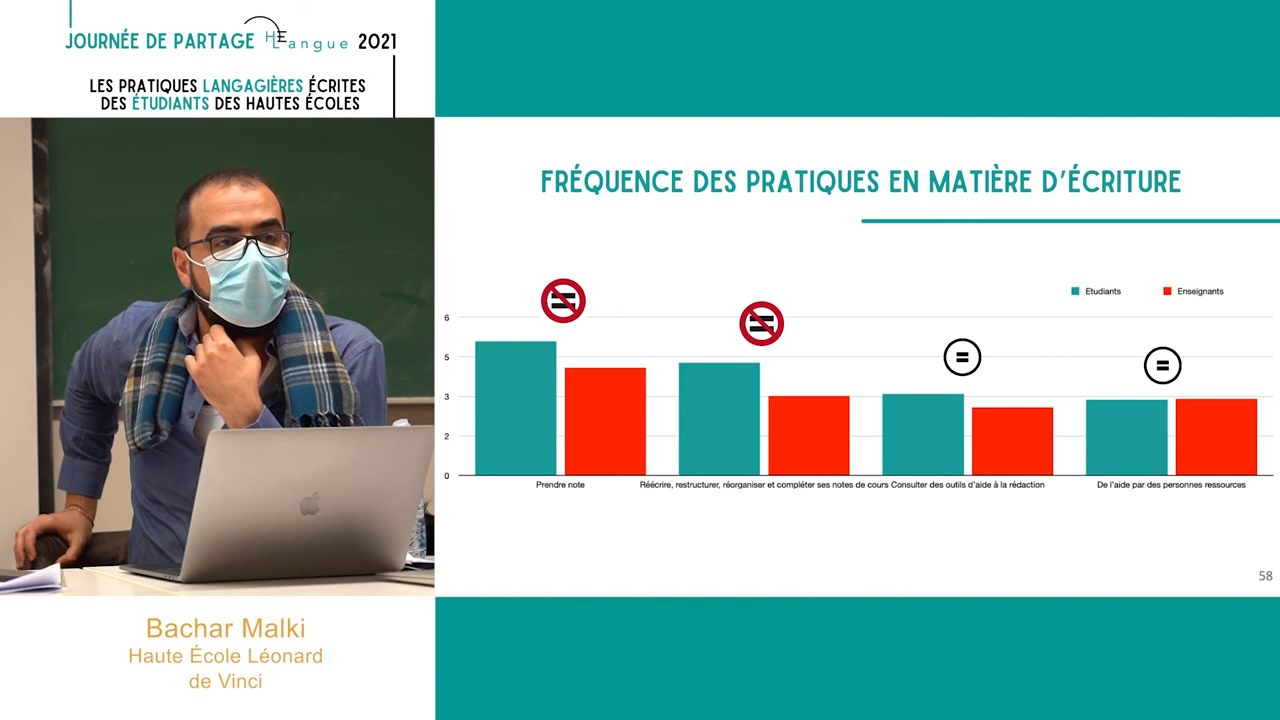 JOURNÉE DE PARTAGE HELangue 2021
LES PRATIQUES LANGAGIÈRES ÉCRITES
DES ÉTUDIANTS DES HAUTES ÉCOLES
Bachar Malki
Haute École Léonard
de Vinci
FRÉQUENCE DES PRATIQUES EN MATIÈRE D'ÉCRITURE
Etudiants Enseignants
6
5
3
2
0
Prendre note
Réécrire, restructurer, réorganiser et compléter ses notes de cours
Consulter des outils d'aide à la rédaction
De l'aide par des personnes ressources
58